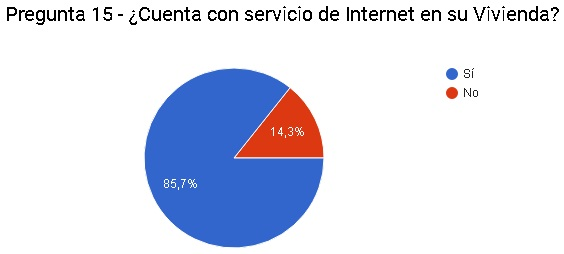 Pregunta 15 - ¿Cuenta con servicio de Internet en su Vivienda?
Sí
No
14,3%
85,7%